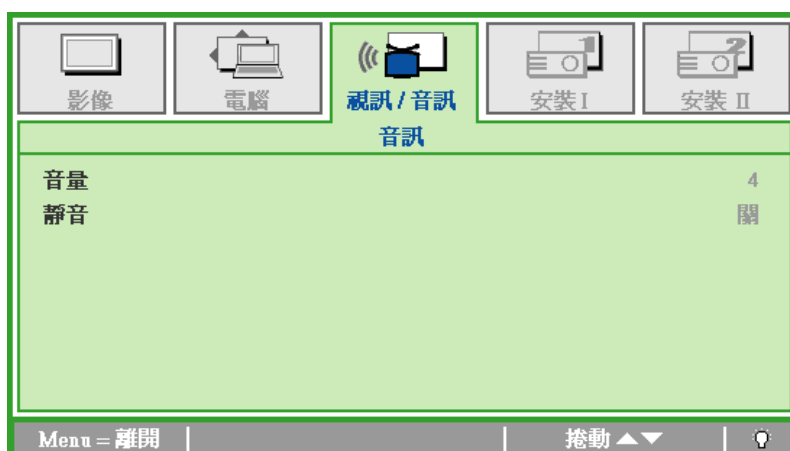 影像 電腦 視訊 / 音訊 安裝 I 安裝 II
音訊
音量 4
靜音 關
Menu = 離開 捲動 ▲▼